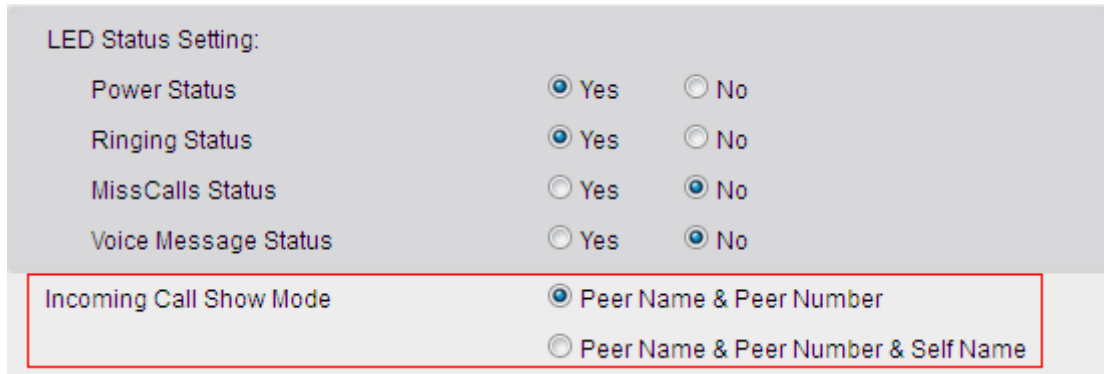 LED Status Setting:
Power Status Yes No
Ringing Status Yes No
MissCalls Status Yes No
Voice Message Status Yes No
Incoming Call Show Mode Peer Name & Peer Number
Peer Name & Peer Number & Self Name